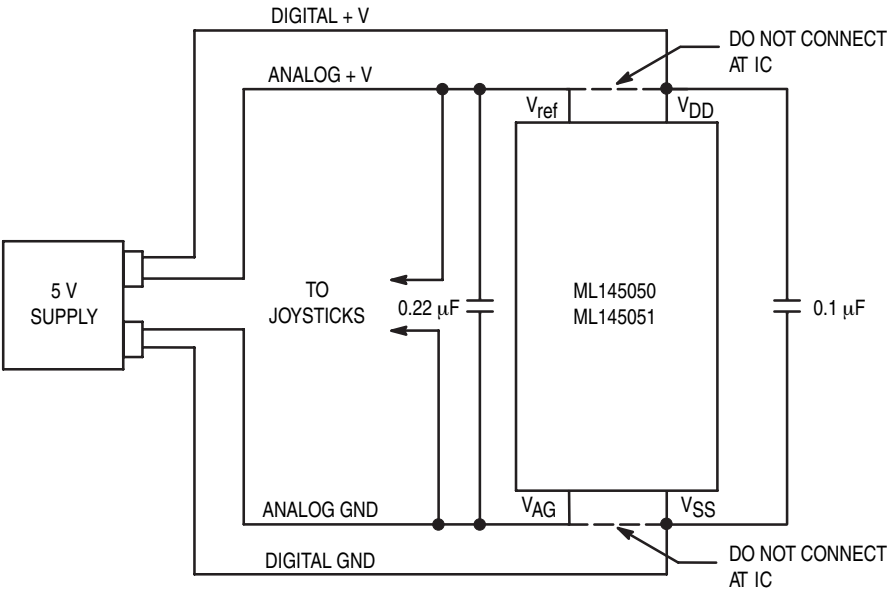 DIGITAL + V
DO NOT CONNECT
AT IC
ANALOG + V
Vref
VDD
5 V
SUPPLY
TO
JOYSTICKS
0.22 μF
ML145050
ML145051
0.1 μF
ANALOG GND
VAG
VSS
DIGITAL GND
DO NOT CONNECT
AT IC